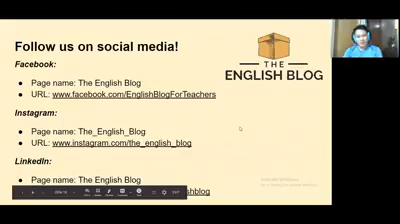 Follow us on social media!
Facebook:
Page name: The English Blog
URL: www.facebook.com/EnglishBlogForTeachers
Instagram:
Page name: The_English_Blog
URL: www.instagram.com/the_english_blog
LinkedIn:
Page name: The English Blog
THE
ENGLISH BLOG